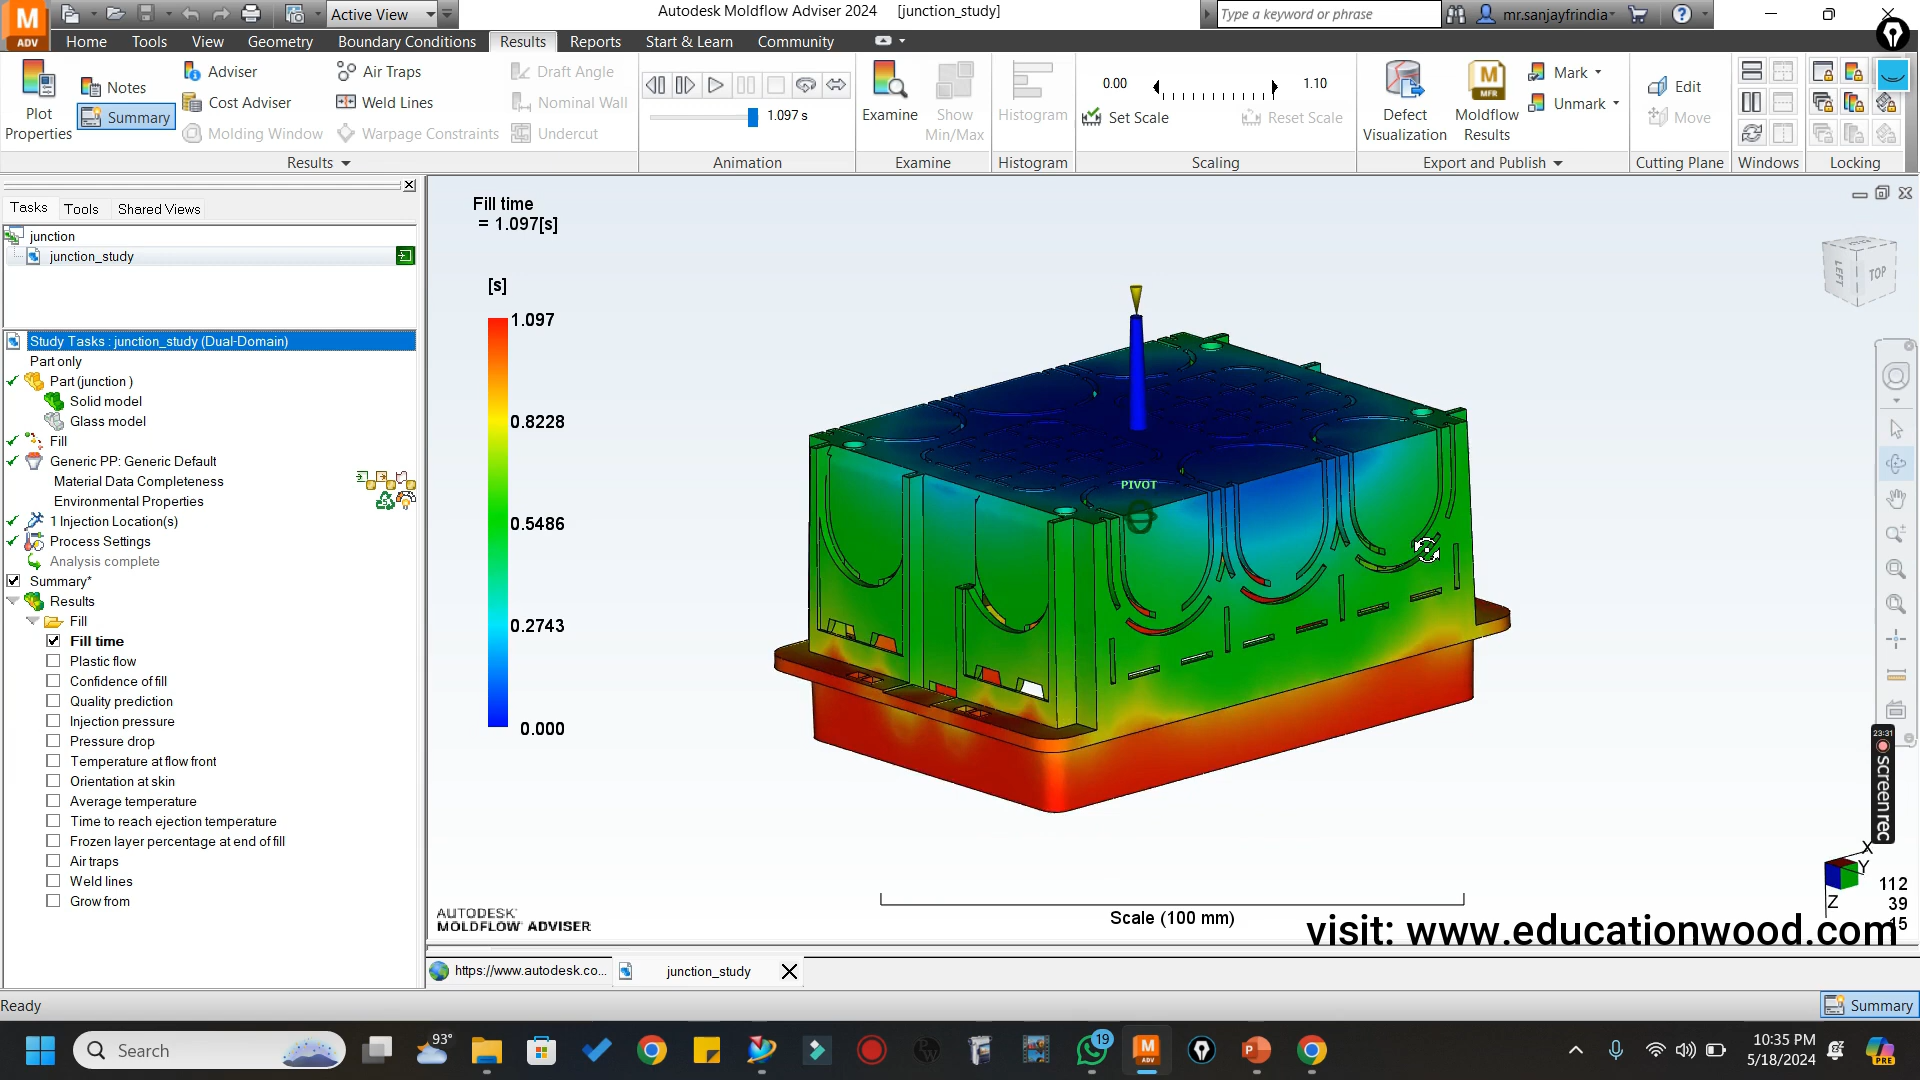 M
ADV
Active View
Autodesk Moldflow Adviser 2024 [junction_study]
Type a keyword or phrase
mr.sanjayfrindia
?
Home Tools View Geometry Boundary Conditions Results Reports Start & Learn Community
Plot
Properties
Notes
Summary
Adviser
Cost Adviser
Molding Window
Air Traps
Weld Lines
Warpage Constraints
Draft Angle
Nominal Wall
Undercut
1.097 s
Examine
Show
Min/Max
Histogram
0.00 1.10
Set Scale Reset Scale
Defect
Visualization
Moldflow
Results
Mark
Unmark
Edit
Move
Results Animation Examine Histogram Scaling Export and Publish Cutting Plane Windows Locking
Tasks Tools Shared Views
junction
junction_study
Study Tasks : junction_study (Dual-Domain)
Part only
Part (junction )
Solid model
Glass model
Fill
Generic PP: Generic Default
Material Data Completeness
Environmental Properties
1 Injection Location(s)
Process Settings
Analysis complete
Summary*
Results
Fill
Fill time
Plastic flow
Confidence of fill
Quality prediction
Injection pressure
Pressure drop
Temperature at flow front
Orientation at skin
Average temperature
Time to reach ejection temperature
Frozen layer percentage at end of fill
Air traps
Weld lines
Grow from
Fill time
= 1.097[s]
[s]
1.097
0.8228
0.5486
0.2743
0.000
PIVOT
LEFT
TOP
23:31
screen rec
X
Y
Z
112
39
15
AUTODESK
MOLDFLOW ADVISER
Scale (100 mm)
visit: www.educationwood.com
https://www.autodesk.co...
junction_study
Ready
Summary
Search
93°
19
10:35 PM
5/18/2024
PRE